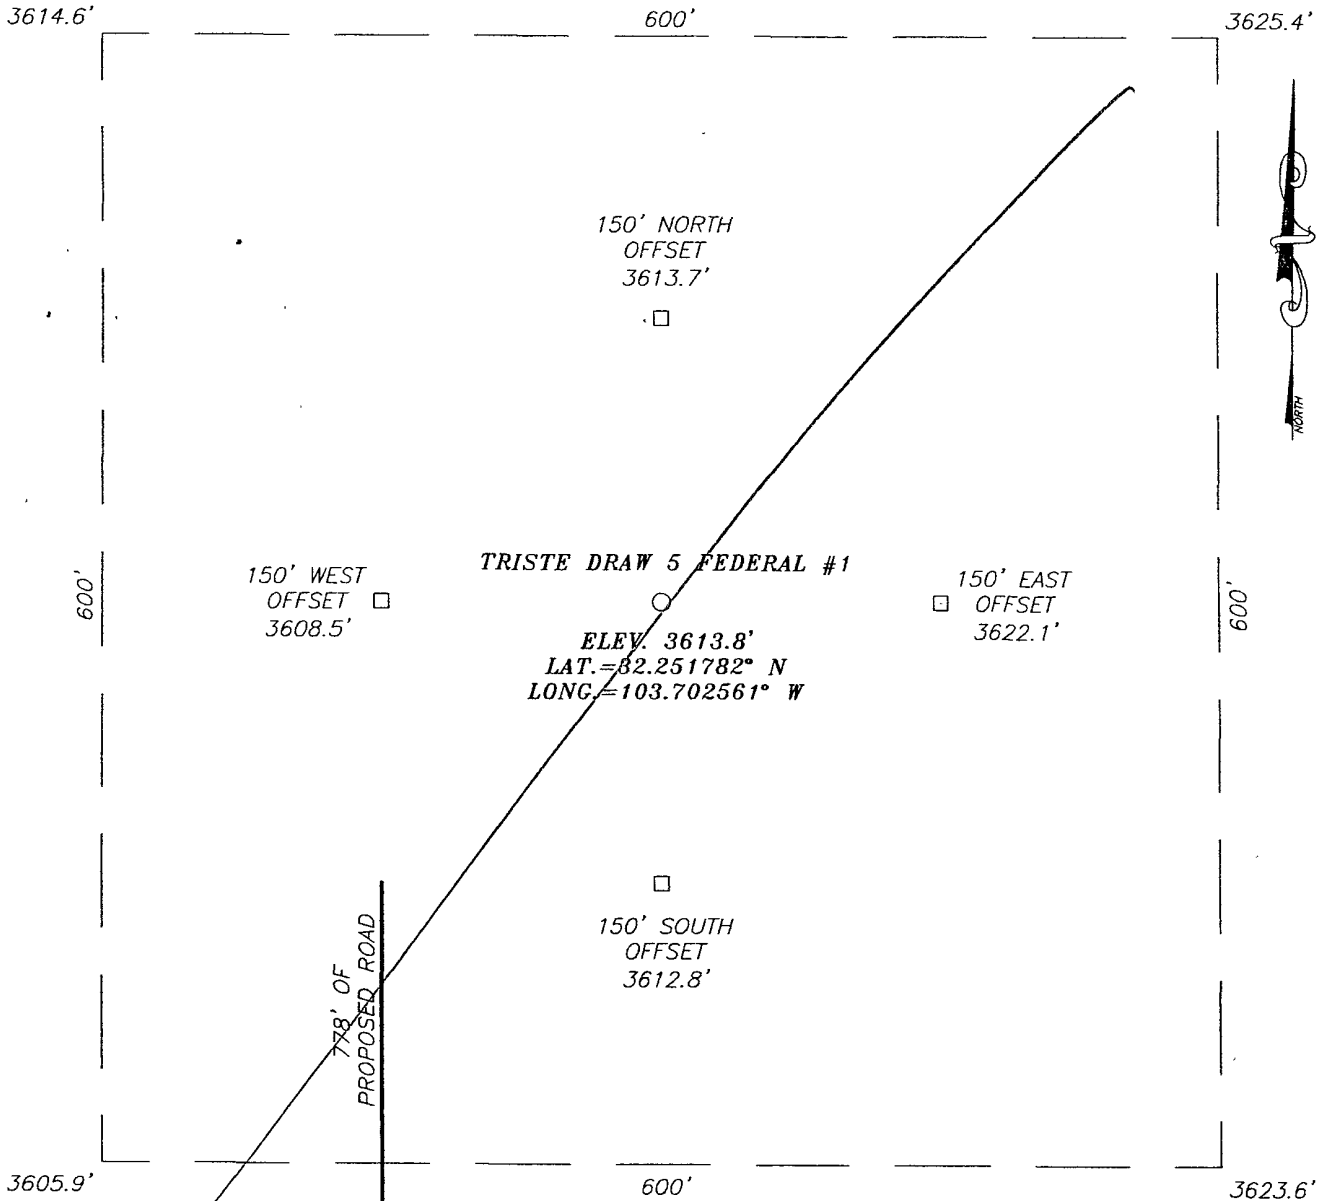 3614.6'
600'
3625.4'
150' NORTH
OFFSET
3613.7'
NORTH
TRISTE DRAW 5 FEDERAL #1
150' WEST
OFFSET
3608.5'
150' EAST
OFFSET
3622.1'
600'
600'
ELEV. 3613.8'
LAT.=32.251782° N
LONG.=103.702561° W
150' SOUTH
OFFSET
3612.8'
778' OF
PROPOSED ROAD
3605.9'
600'
3623.6'